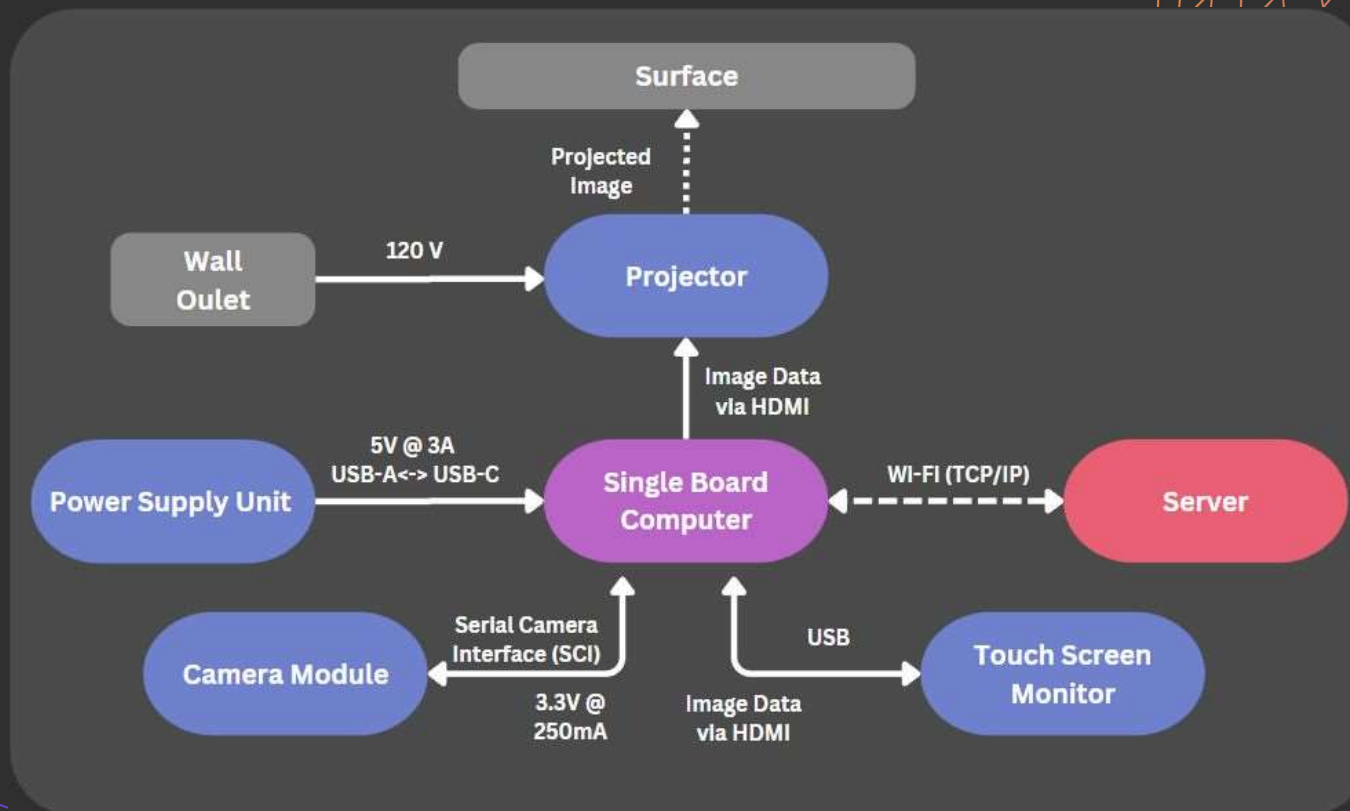 Surface
Projected
Image
Wall
Oulet
120 V
Projector
Image Data
via HDMI
Power Supply Unit
5V @ 3A
USB-A<-> USB-C
Single Board
Computer
WI-FI (TCP/IP)
Server
Camera Module
Serial Camera
Interface (SCI)
3.3V @
250mA
USB
Image Data
via HDMI
Touch Screen
Monitor